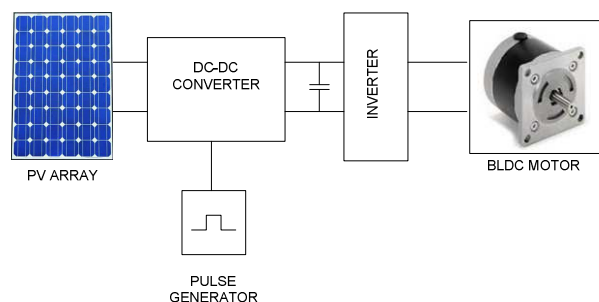 DC-DC
CONVERTER
INVERTER
PV ARRAY
BLDC MOTOR
PULSE
GENERATOR